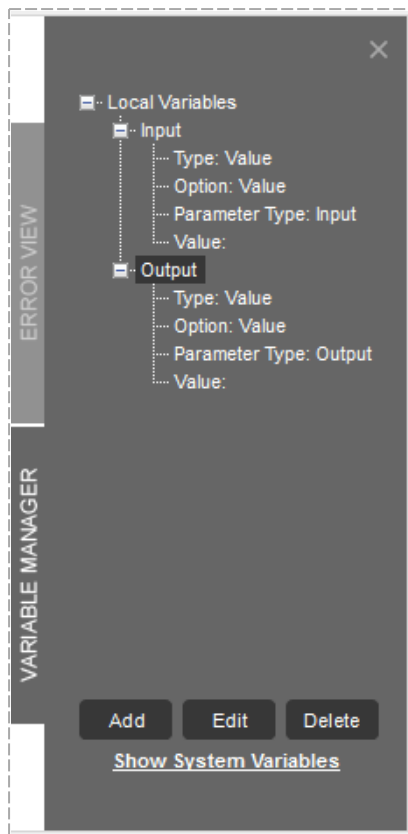 ERROR VIEW
VARIABLE MANAGER
Local Variables
Input
Type: Value
Option: Value
Parameter Type: Input
Value:
Output
Type: Value
Option: Value
Parameter Type: Output
Value:
Add Edit Delete
Show System Variables